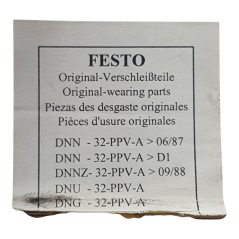 FESTO
Original-Verschleißteile
Original-wearing parts
Piezas des desgaste originales
Pièces d'usure originales
DNN - 32-PPV-A > 06/87
DNN - 32-PPV-A > D1
DNNZ- 32-PPV-A > 09/88
DNU - 32-PPV-A
DNG - 32-PPV-A